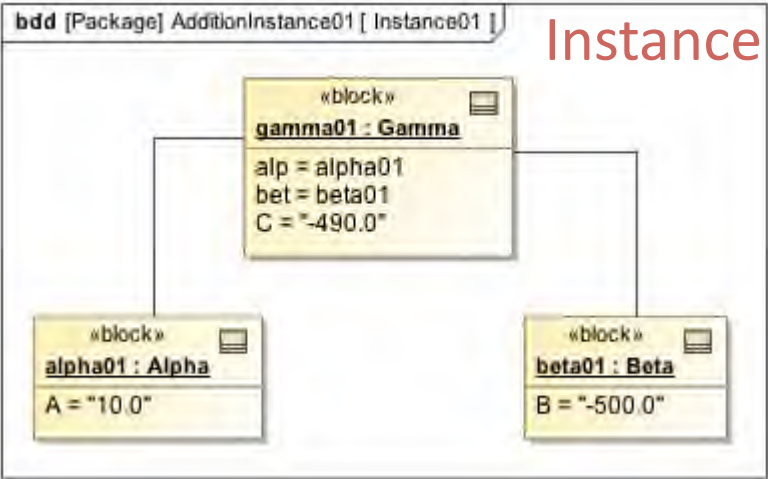 bdd [Package] AdditionInstance01 [ Instance01 ]
Instance
«block»
gamma01 : Gamma
alp = alpha01
bet = beta01
C = "-490.0"
«block»
alpha01 : Alpha
A = "10.0"
«block»
beta01 : Beta
B = "-500.0"